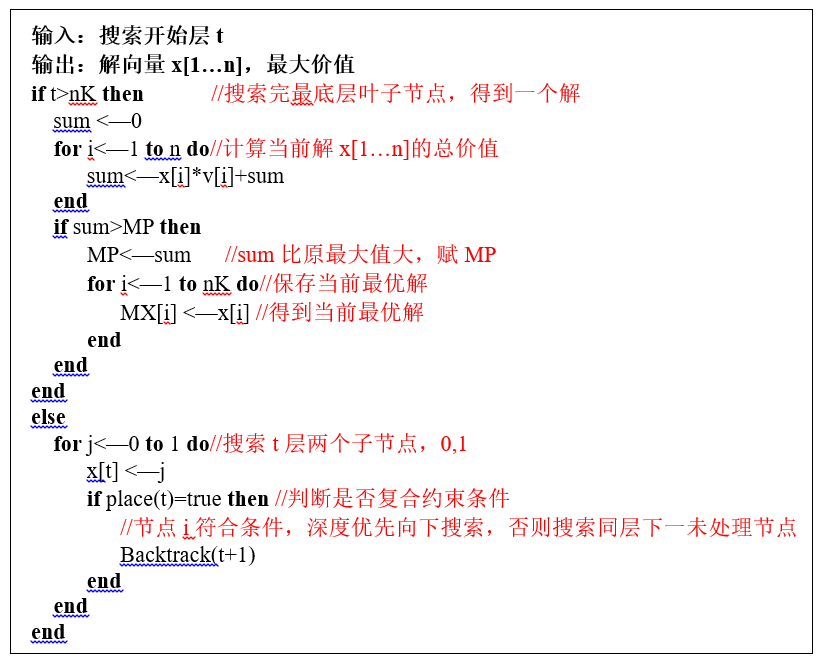 输入：搜索开始层 t
输出：解向量 x[1…n]，最大价值
if t>nK then //搜索完最底层叶子节点，得到一个解
sum <—0
for i<—1 to n do//计算当前解 x[1…n]的总价值
sum<—x[i]*v[i]+sum
end
if sum>MP then
MP<—sum //sum 比原最大值大，赋 MP
for i<—1 to nK do//保存当前最优解
MX[i] <—x[i] //得到当前最优解
end
end
end
else
for j<—0 to 1 do//搜索 t 层两个子节点，0,1
x[t] <—j
if place(t)=true then //判断是否复合约束条件
//节点 i 符合条件，深度优先向下搜索，否则搜索同层下一未处理节点
Backtrack(t+1)
end
end
end